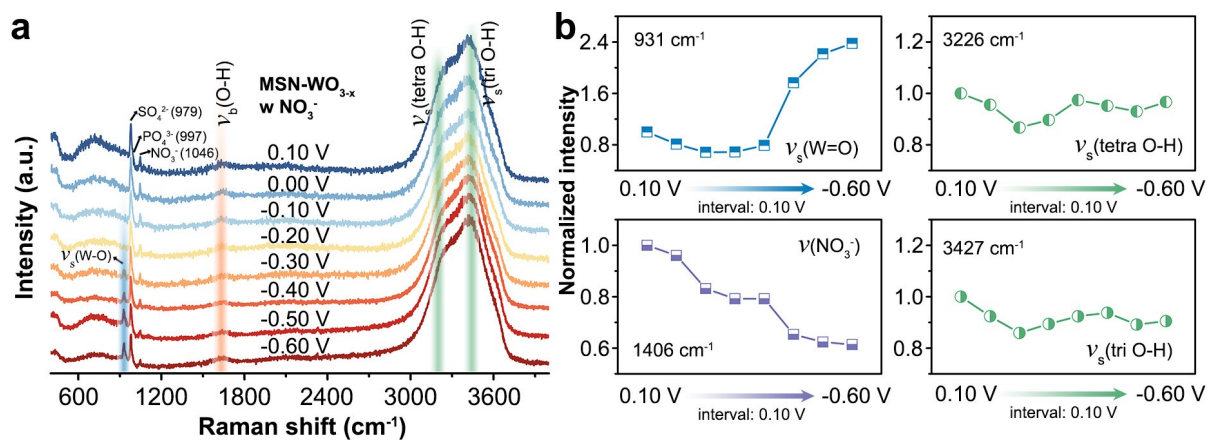 a
Intensity (a.u.)
SO₄²⁻ (979)
PO₄³⁻ (997)
NO₃⁻ (1046)
νb(O-H)
MSN-WO₃₋ₓ
w NO₃⁻
νs(tetra O-H)
νs(tri O-H)
0.10 V
0.00 V
-0.10 V
-0.20 V
νs(W-O)
-0.30 V
-0.40 V
-0.50 V
-0.60 V
600 1200 1800 2400 3000 3600
Raman shift (cm⁻¹)
b
Normalized intensity
931 cm⁻¹
2.4
1.6
0.8
νs(W=O)
0.10 V -0.60 V
interval: 0.10 V
3226 cm⁻¹
1.2
1.0
0.8
νs(tetra O-H)
0.10 V -0.60 V
interval: 0.10 V
ν(NO₃⁻)
1.0
0.8
0.6
1406 cm⁻¹
0.10 V -0.60 V
interval: 0.10 V
3427 cm⁻¹
1.2
1.0
0.8
νs(tri O-H)
0.10 V -0.60 V
interval: 0.10 V